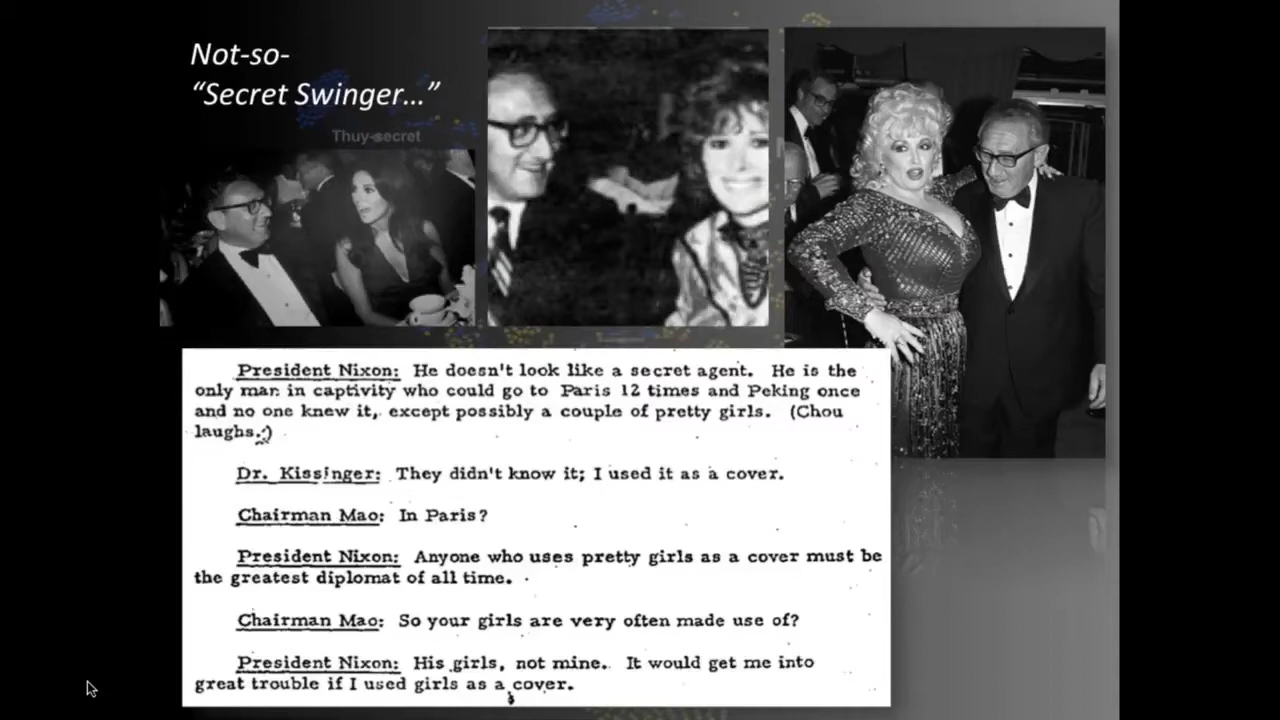 Not-so-
“Secret Swinger...”
Thuy-secret
President Nixon: He doesn't look like a secret agent. He is the
only man in captivity who could go to Paris 12 times and Peking once
and no one knew it, except possibly a couple of pretty girls. (Chou
laughs.)
Dr. Kissinger: They didn't know it; I used it as a cover.
Chairman Mao: In Paris?
President Nixon: Anyone who uses pretty girls as a cover must be
the greatest diplomat of all time.
Chairman Mao: So your girls are very often made use of?
President Nixon: His girls, not mine. It would get me into
great trouble if I used girls as a cover.